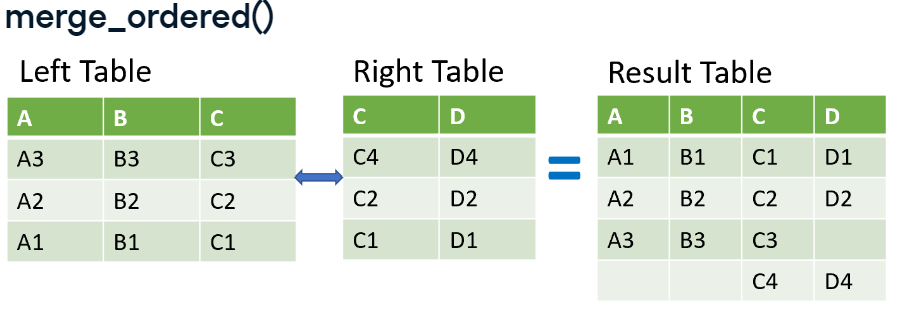 merge_ordered()
Left Table
Right Table
Result Table
A B C
A3 B3 C3
A2 B2 C2
A1 B1 C1
C D
C4 D4
C2 D2
C1 D1
=
A B C D
A1 B1 C1 D1
A2 B2 C2 D2
A3 B3 C3
C4 D4